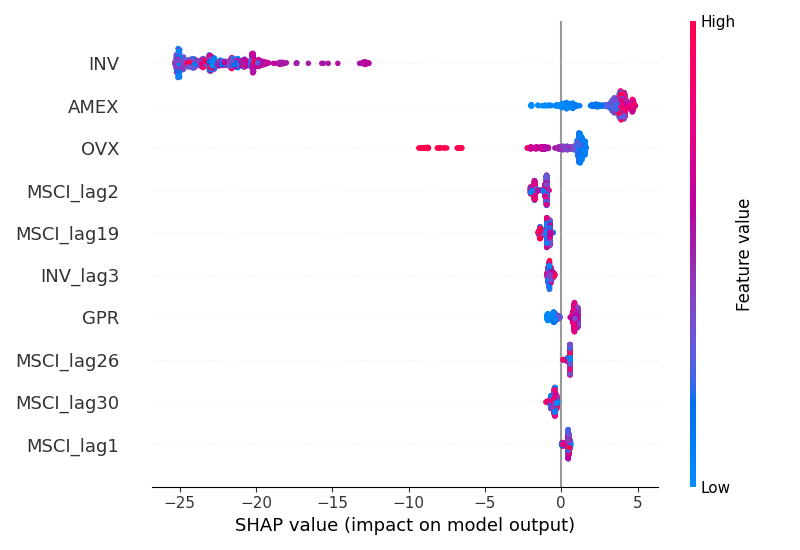 High
INV
AMEX
OVX
MSCI_lag2
MSCI_lag19
INV_lag3
GPR
MSCI_lag26
MSCI_lag30
MSCI_lag1
Feature value
Low
−25 −20 −15 −10 −5 0 5
SHAP value (impact on model output)